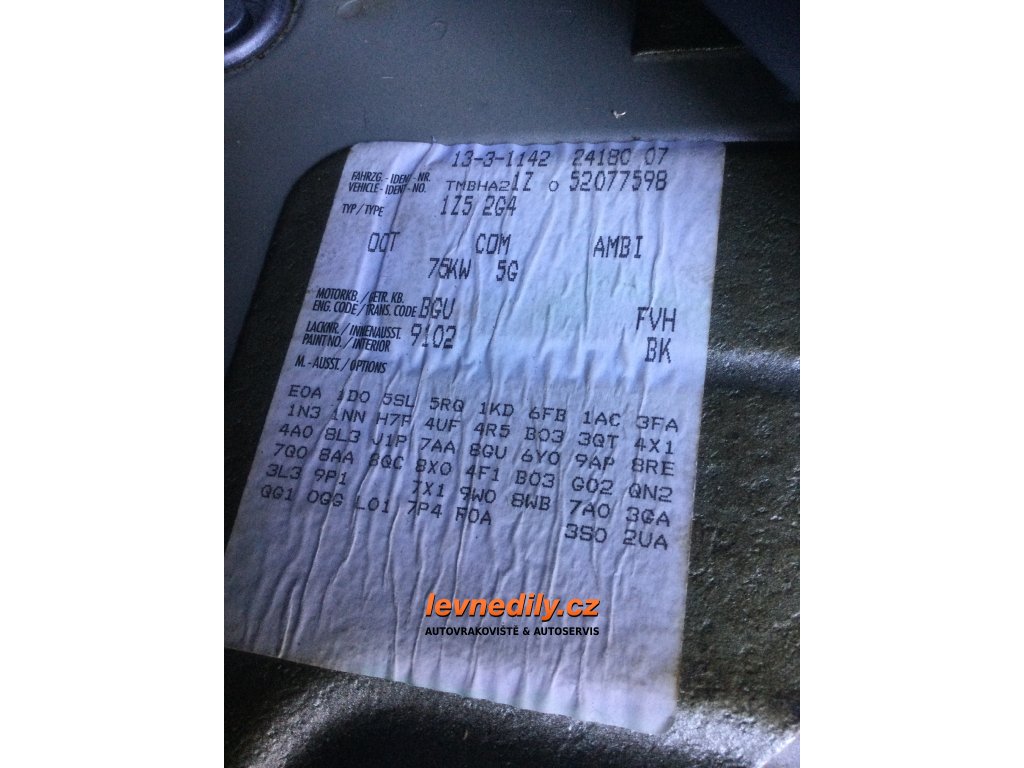 13-3-1142 2418C 07
FAHRZG. - IDENT - NR.
VEHICLE - IDENT - NO. TMBHA21Z 0 52077598
TYP / TYPE 1Z5 2G4
OCT COM AMBI
75KW 5G
MOTORKB. / GETR. KB.
ENG. CODE / TRANS. CODE BGU FVH
LACKNR. / INNENAUSST.
PAINT NO. / INTERIOR 9102 BK
M. - AUSST. / OPTIONS
E0A 1D0 5SL 5RQ 1KD 6FB 1AC 3FA
1N3 1NN H7F 4UF 4R5 B03 3QT 4X1
4A0 8L3 J1P 7AA 8GU 6Y0 9AP 8RE
7Q0 8AA 8QC 8X0 4F1 B03 G02 QN2
3L3 9P1 7X1 9W0 8WB 7A0 3GA
QG1 0GG L01 7P4 F0A 3S0 2UA
levnedily.cz
AUTOVRAKOVIŠTĚ & AUTOSERVIS